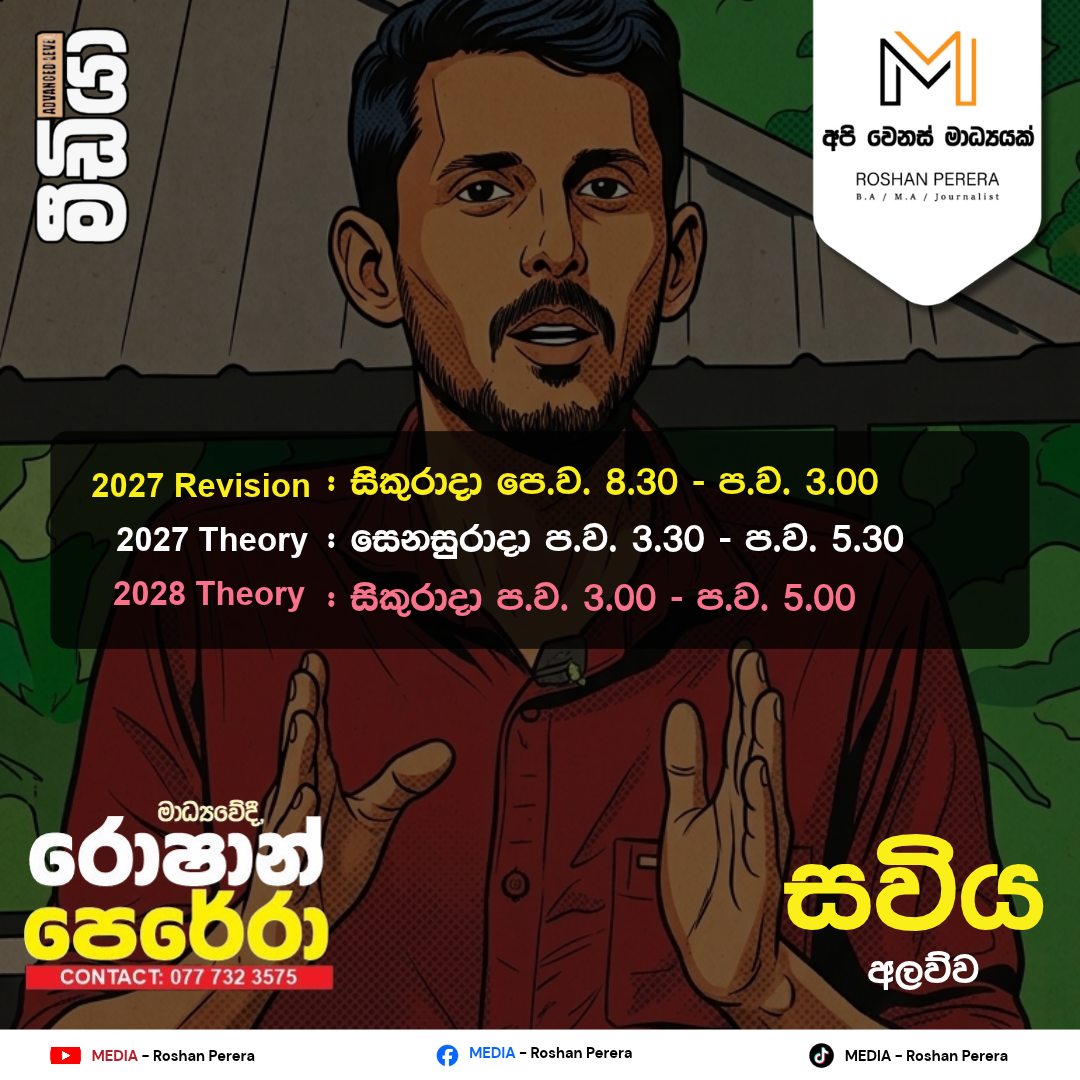 ADVANCED LEVEL
මීඩියා
අපි වෙනස් මාධ්‍යයක්
ROSHAN PERERA
B.A / M.A / Journalist
2027 Revision : සිකුරාදා පෙ.ව. 8.30 - ප.ව. 3.00
2027 Theory : සෙනසුරාදා ප.ව. 3.30 - ප.ව. 5.30
2028 Theory : සිකුරාදා ප.ව. 3.00 - ප.ව. 5.00
මාධ්‍යවේදී,
රොෂාන්
පෙරේරා
CONTACT: 077 732 3575
සවිය
අලව්ව
MEDIA - Roshan Perera
MEDIA - Roshan Perera
MEDIA - Roshan Perera